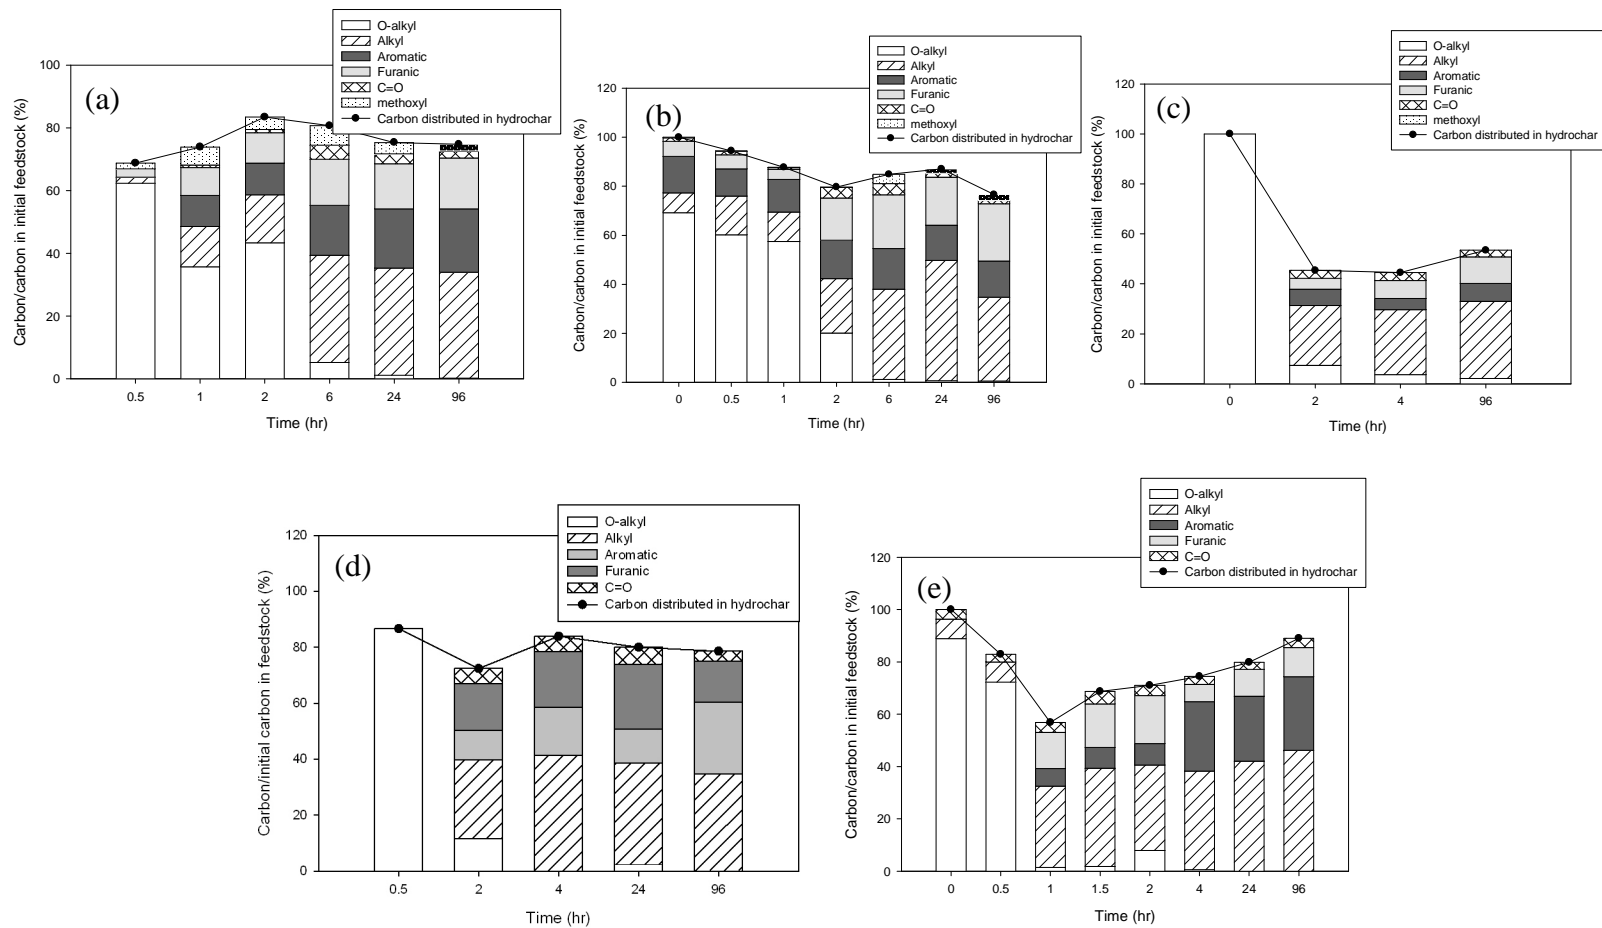 O-alkyl
Alkyl
Aromatic
Furanic
C=O
methoxyl
Carbon distributed in hydrochar
(a)
Carbon/carbon in initial feedstock (%)
100
80
60
40
20
0
0.5 1 2 6 24 96
Time (hr)
O-alkyl
Alkyl
Aromatic
Furanic
C=O
methoxyl
Carbon distributed in hydrochar
(b)
Carbon/carbon in initial feedstock (%)
120
100
80
60
40
20
0
0 0.5 1 2 6 24 96
Time (hr)
O-alkyl
Alkyl
Aromatic
Furanic
C=O
Carbon distributed in hydrochar
(c)
Carbon/carbon in initial feedstock (%)
120
100
80
60
40
20
0
0 2 4 96
Time (hr)
O-alkyl
Alkyl
Aromatic
Furanic
C=O
Carbon distributed in hydrochar
(d)
Carbon/initial carbon in feedstock (%)
120
100
80
60
40
20
0
0.5 2 4 24 96
Time (hr)
O-alkyl
Alkyl
Aromatic
Furanic
C=O
Carbon distributed in hydrochar
(e)
Carbon/carbon in initial feedstock (%)
120
100
80
60
40
20
0
0 0.5 1 1.5 2 4 24 96
Time (hr)